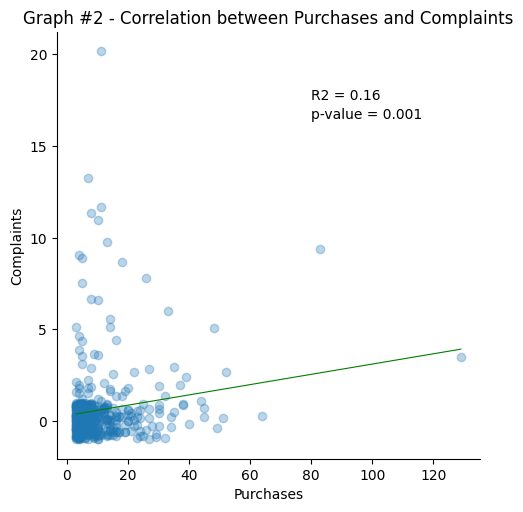 Graph #2 - Correlation between Purchases and Complaints
20
R2 = 0.16
p-value = 0.001
15
10
5
0
Complaints
0 20 40 60 80 100 120
Purchases